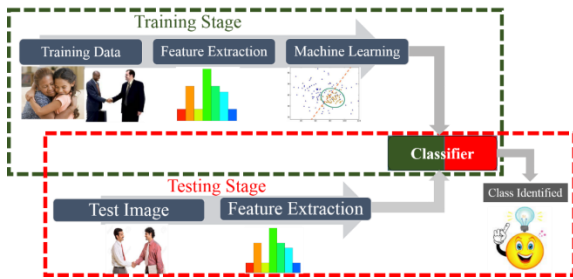 Training Stage
Training Data
Feature Extraction
Machine Learning
Classifier
Testing Stage
Test Image
Feature Extraction
Class Identified